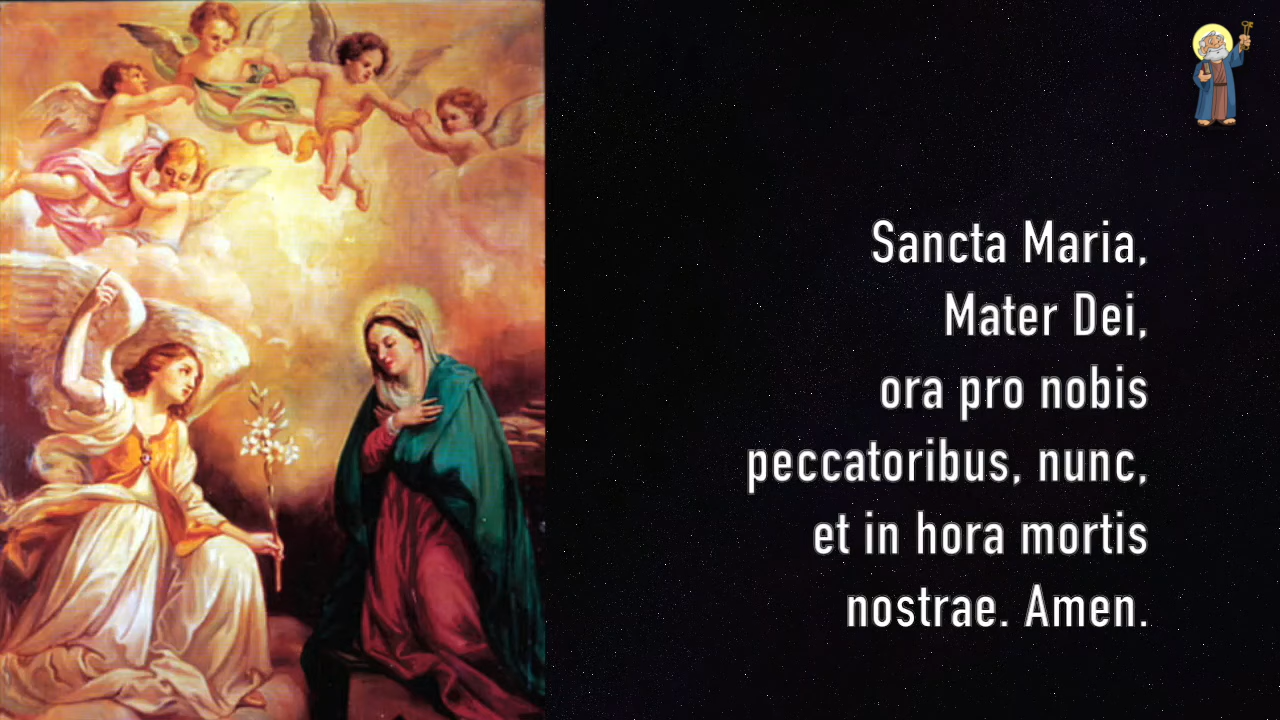 Sancta Maria,
Mater Dei,
ora pro nobis
peccatoribus, nunc,
et in hora mortis
nostrae. Amen.